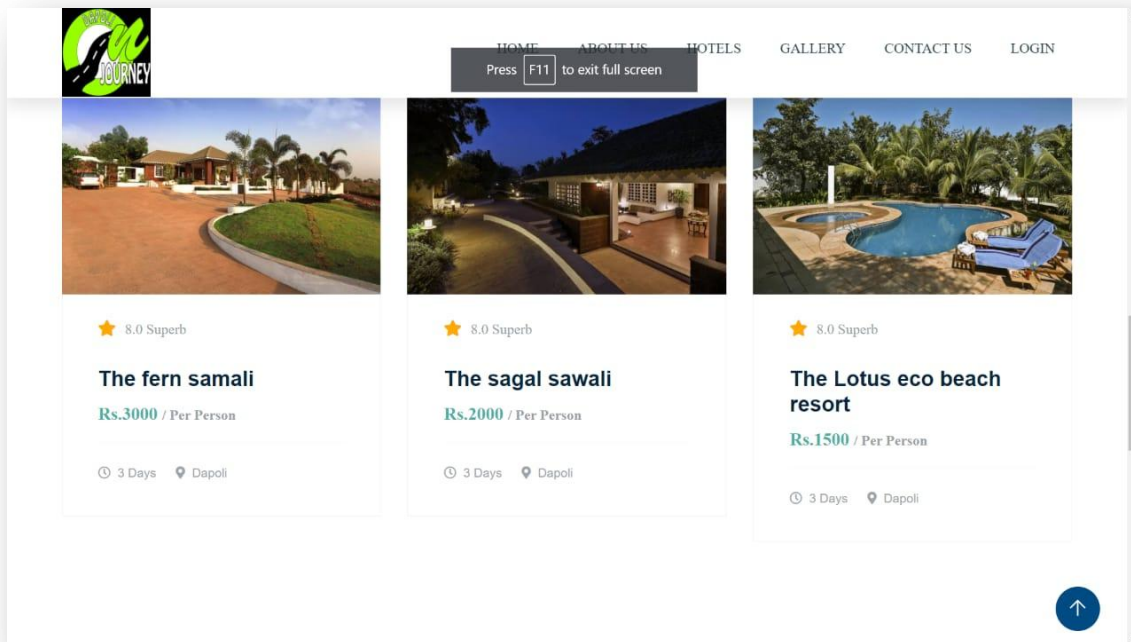 DAPOLI
On
JOURNEY
HOME ABOUT US HOTELS GALLERY CONTACT US LOGIN
Press F11 to exit full screen
8.0 Superb
The fern samali
Rs.3000 / Per Person
3 Days Dapoli
8.0 Superb
The sagal sawali
Rs.2000 / Per Person
3 Days Dapoli
8.0 Superb
The Lotus eco beach
resort
Rs.1500 / Per Person
3 Days Dapoli